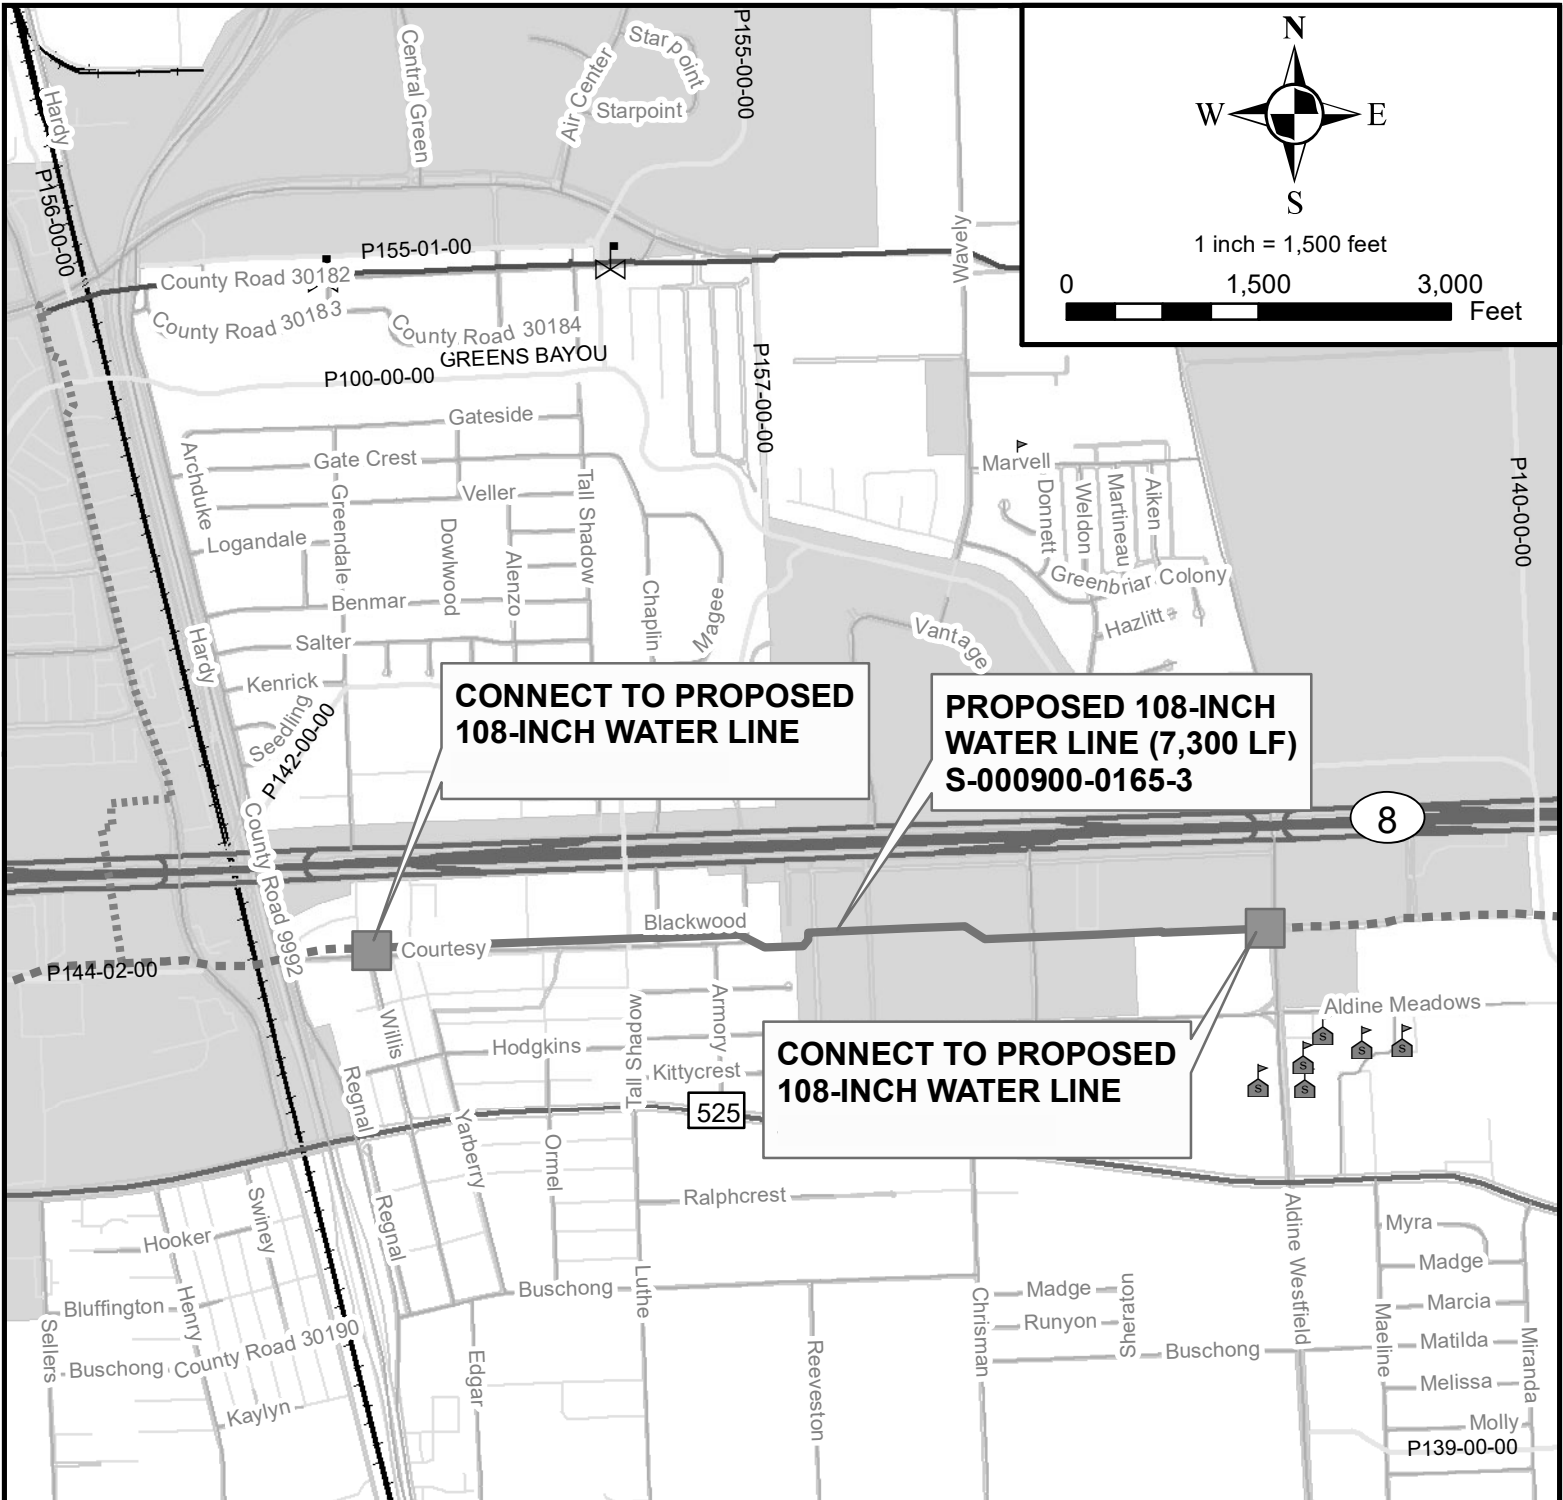 N
W
E
S
1 inch = 1,500 feet
0
1,500
3,000
Feet
Hardy
P156-00-00
Central Green
Air Center
Star point
Starpoint
P155-00-00
Wavely
P155-01-00
County Road 30182
County Road 30183
County Road 30184
GREENS BAYOU
P100-00-00
P157-00-00
P140-00-00
Gateside
Archduke
Gate Crest
Veller
Greendale
Logandale
Dowlwood
Alenzo
Tall Shadow
Benmar
Salter
Chaplin
Magee
Hardy
Kenrick
Seedling
P142-00-00
Marvell
Donnett
Weldon
Martineau
Aiken
Greenbriar Colony
Hazlitt
Vantage
CONNECT TO PROPOSED
108-INCH WATER LINE
PROPOSED 108-INCH
WATER LINE (7,300 LF)
S-000900-0165-3
8
County Road 9992
Blackwood
Courtesy
P144-02-00
Willis
Tall Shadow
Armory
Hodgkins
Kittycrest
525
CONNECT TO PROPOSED
108-INCH WATER LINE
Aldine Meadows
S
S
S
S
S
S
Regnal
Yarberry
Ormel
Ralphcrest
Swiney
Hooker
Regnal
Henry
Bluffington
Sellers
Buschong
County Road 30190
Kaylyn
Buschong
Luthe
Edgar
Reeveston
Chrisman
Madge
Runyon
Sheraton
Buschong
Aldine Westfield
Maeline
Myra
Madge
Marcia
Matilda
Melissa
Molly
Miranda
P139-00-00